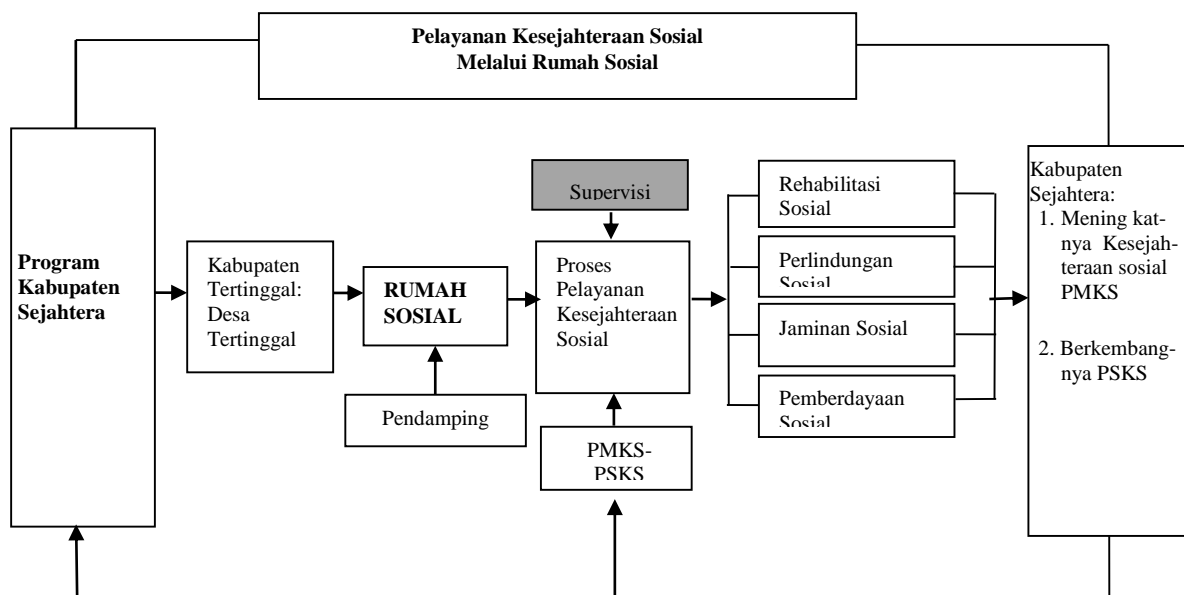 Pelayanan Kesejahteraan Sosial
Melalui Rumah Sosial
Program
Kabupaten
Sejahtera
Kabupaten
Tertinggal:
Desa
Tertinggal
RUMAH
SOSIAL
Pendamping
Supervisi
Proses
Pelayanan
Kesejahteraan
Sosial
PMKS-
PSKS
Rehabilitasi
Sosial
Perlindungan
Sosial
Jaminan Sosial
Pemberdayaan
Sosial
Kabupaten
Sejahtera:
1. Mening kat-
nya Kesejah-
teraan sosial
PMKS
2. Berkembang-
nya PSKS